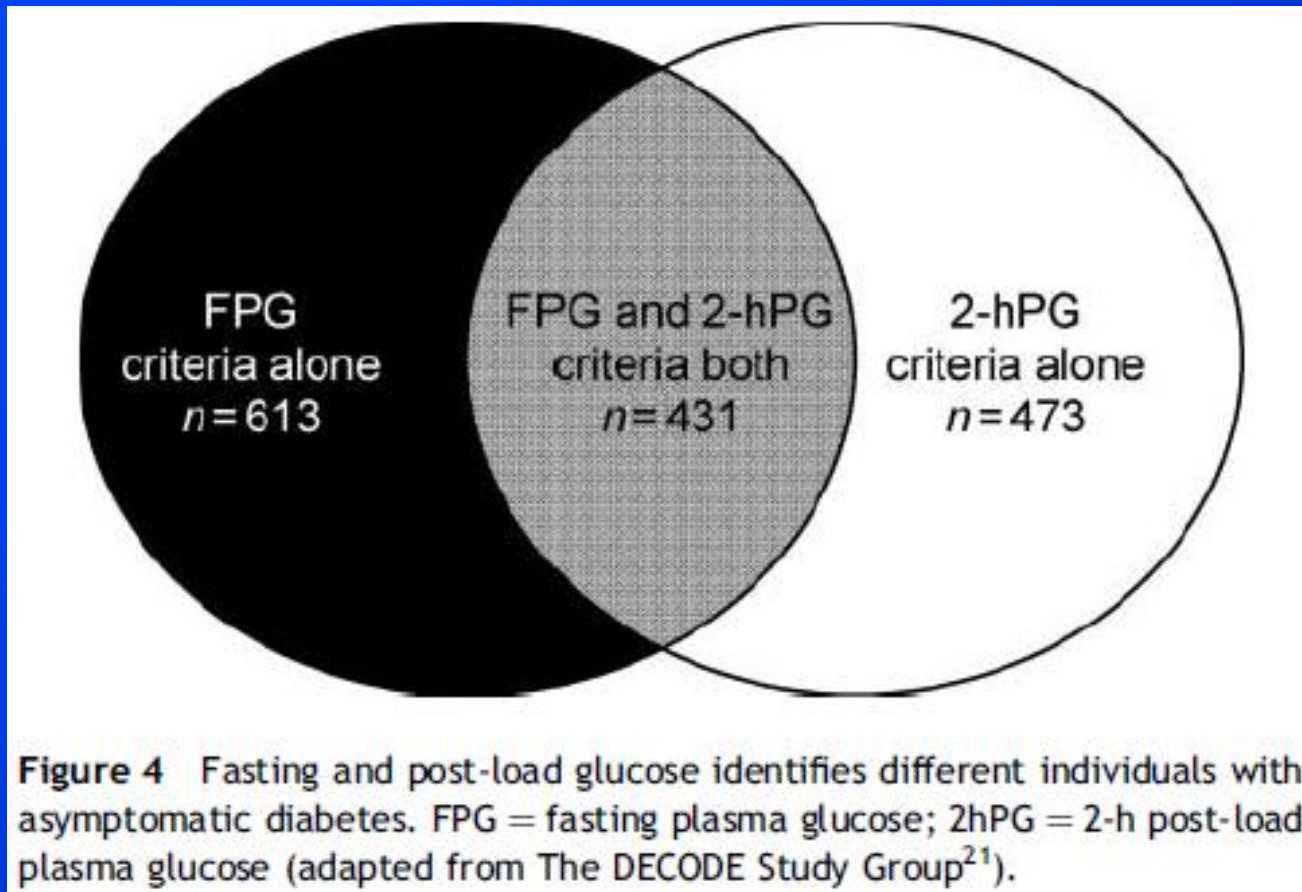 FPG
criteria alone
n=613
FPG and 2-hPG
criteria both
n=431
2-hPG
criteria alone
n=473
Figure 4 Fasting and post-load glucose identifies different individuals with
asymptomatic diabetes. FPG = fasting plasma glucose; 2hPG = 2-h post-load
plasma glucose (adapted from The DECODE Study Group21).